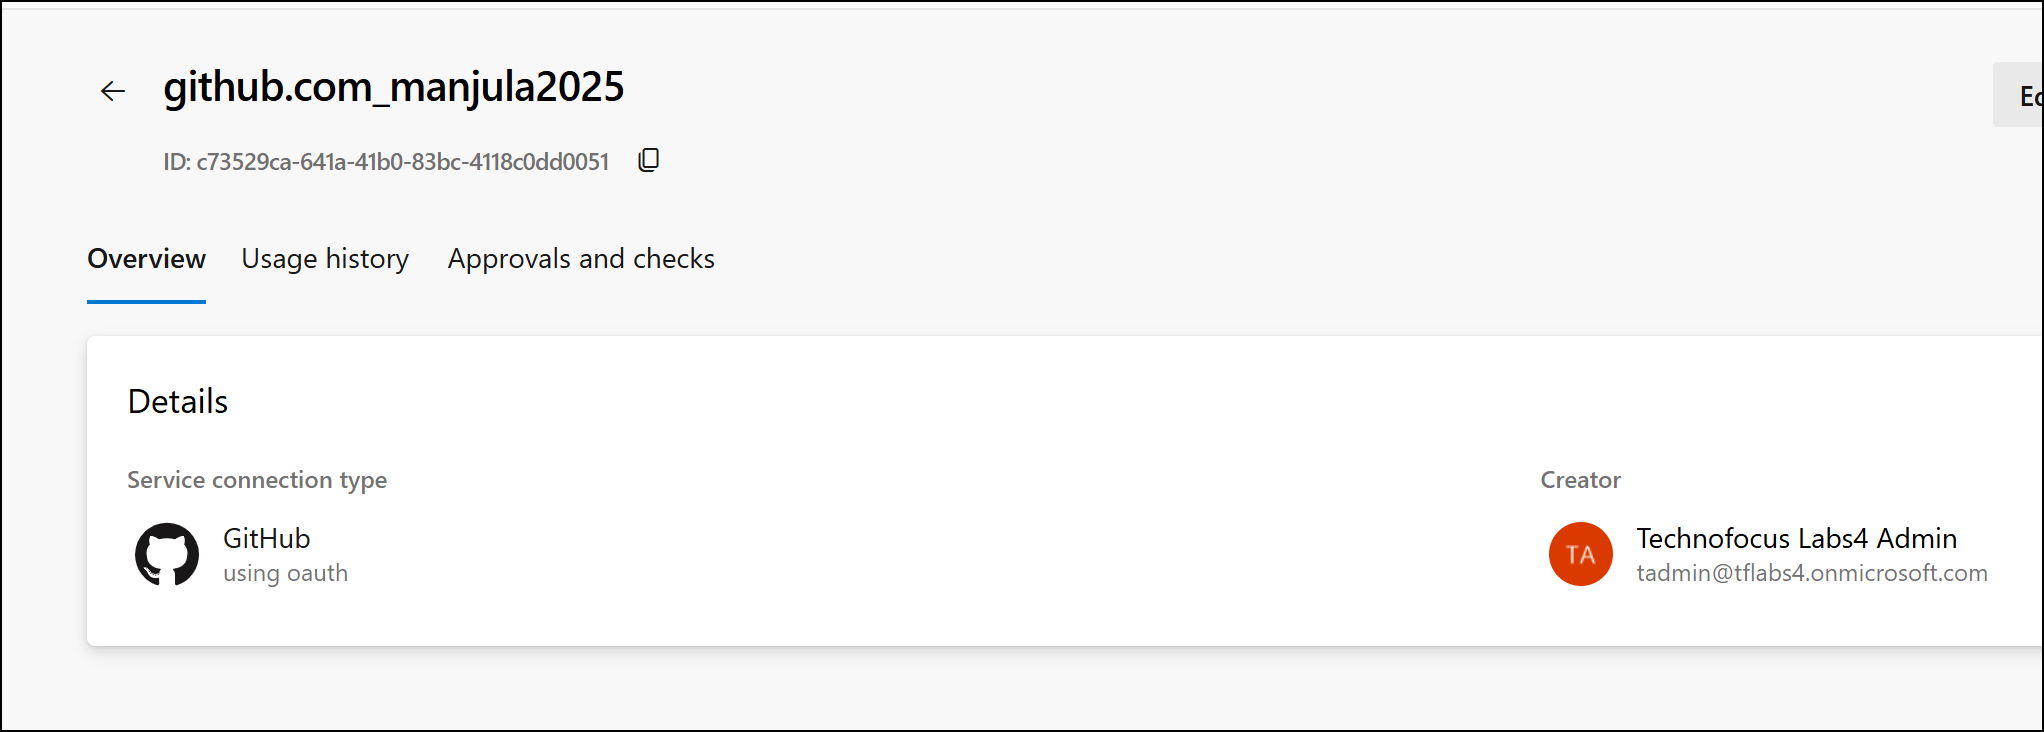 github.com_manjula2025
ID: c73529ca-641a-41b0-83bc-4118c0dd0051
Overview Usage history Approvals and checks
Details
Service connection type
GitHub
using oauth
Creator
TA
Technofocus Labs4 Admin
tadmin@tflabs4.onmicrosoft.com